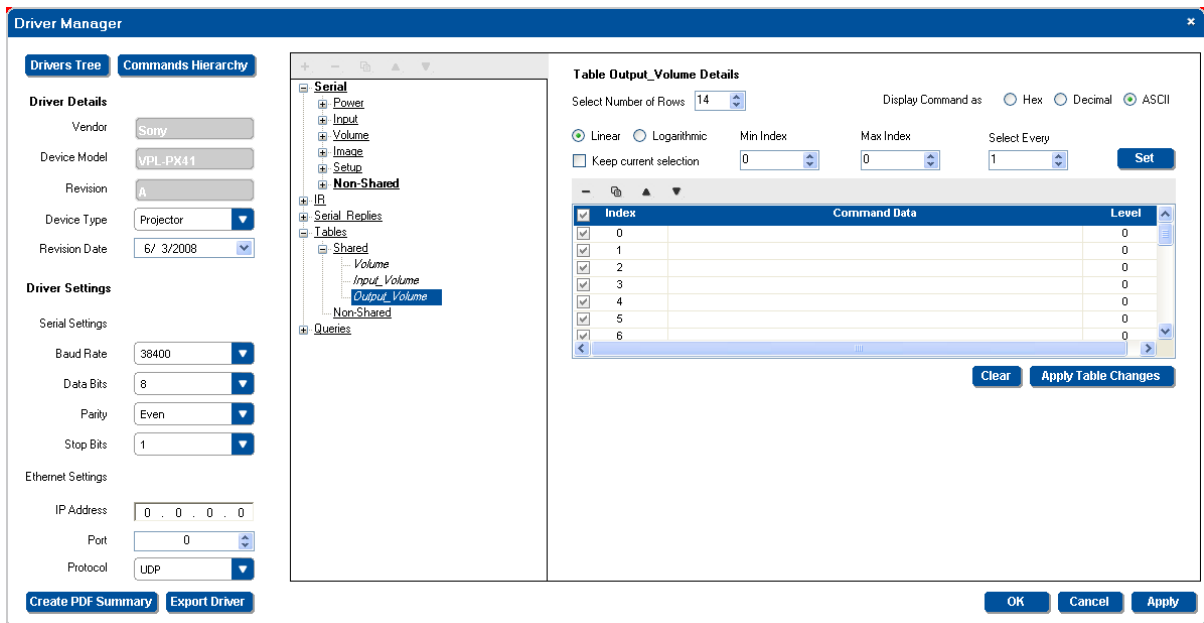 Driver Manager
Drivers Tree
Commands Hierarchy
Driver Details
Vendor
Sony
Device Model
VPL-PX41
Revision
A
Device Type
Projector
Revision Date
6/ 3/2008
Driver Settings
Serial Settings
Baud Rate
38400
Data Bits
8
Parity
Even
Stop Bits
1
Ethernet Settings
IP Address
0 . 0 . 0 . 0
Port
0
Protocol
UDP
Create PDF Summary
Export Driver
Serial
Power
Input
Volume
Image
Setup
Non-Shared
IR
Serial Replies
Tables
Shared
Volume
Input_Volume
Output_Volume
Non-Shared
Queries
Table Output_Volume Details
Select Number of Rows 14
Display Command as Hex Decimal ASCII
Linear Logarithmic Min Index Max Index Select Every
Keep current selection 0 0 1 Set
Index Command Data Level
0 0
1 0
2 0
3 0
4 0
5 0
6 0
Clear Apply Table Changes
OK Cancel Apply